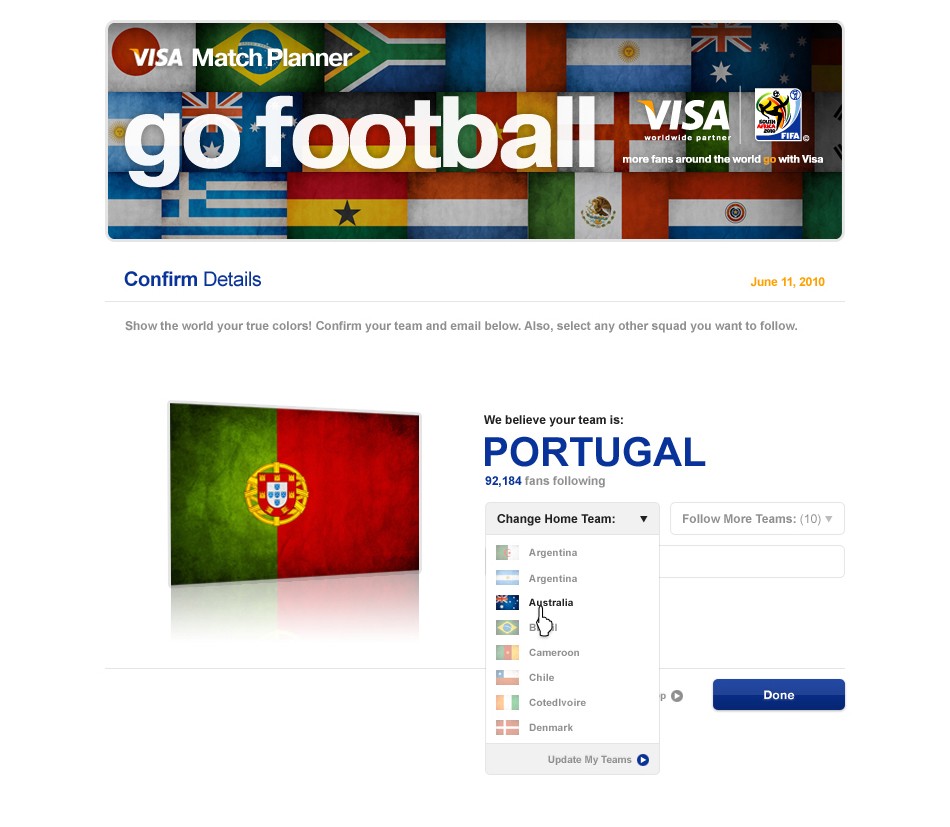 VISA Match Planner
go football
VISA
worldwide partner
SOUTH AFRICA 2010
FIFA
©
more fans around the world go with Visa
Confirm Details
June 11, 2010
Show the world your true colors! Confirm your team and email below. Also, select any other squad you want to follow.
We believe your team is:
PORTUGAL
92,184 fans following
Change Home Team: ▼
Follow More Teams: (10) ▼
Argentina
Argentina
Australia
Cameroon
Chile
CotedIvoire
Denmark
Done
Update My Teams